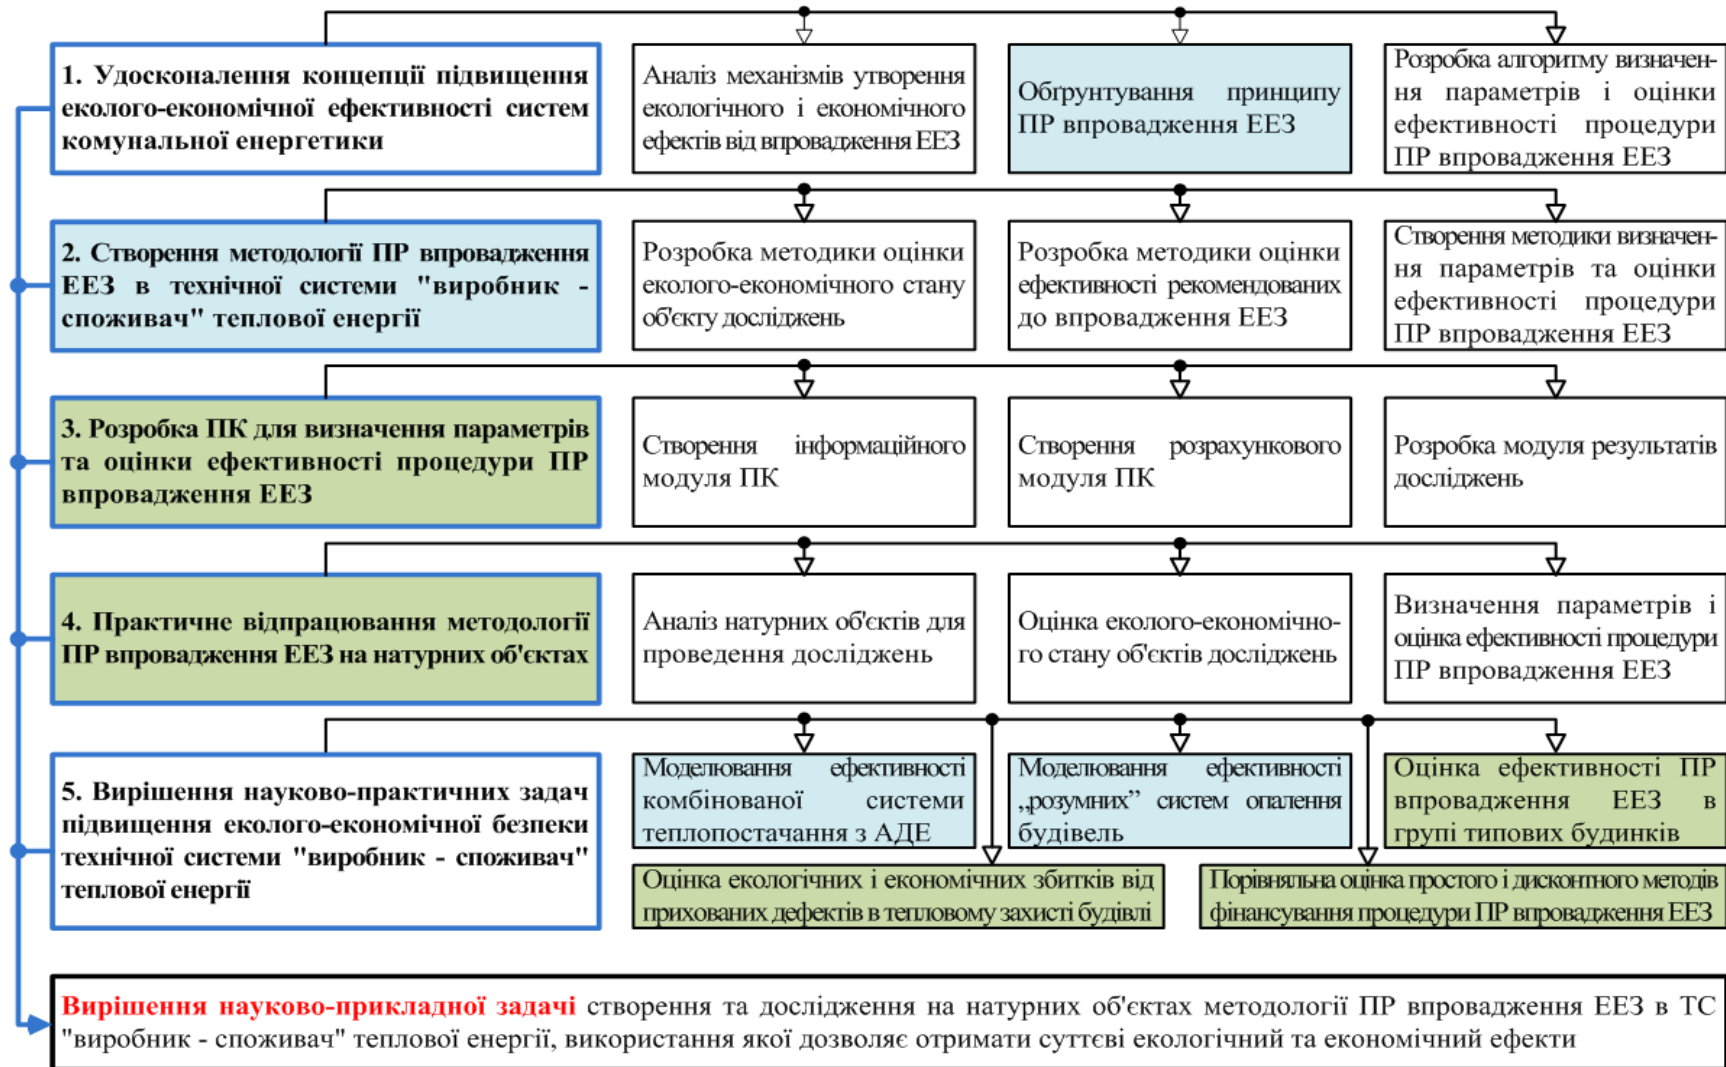 1. Удосконалення концепції підвищення
еколого-економічної ефективності систем
комунальної енергетики
Аналіз механізмів утворення
екологічного і економічного
ефектів від впровадження ЕЕЗ
Обґрунтування принципу
ПР впровадження ЕЕЗ
Розробка алгоритму визначен-
ня параметрів і оцінки
ефективності процедури
ПР впровадження ЕЕЗ
2. Створення методології ПР впровадження
ЕЕЗ в технічної системи "виробник -
споживач" теплової енергії
Розробка методики оцінки
еколого-економічного стану
об'єкту досліджень
Розробка методики оцінки
ефективності рекомендованих
до впровадження ЕЕЗ
Створення методики визначен-
ня параметрів та оцінки
ефективності процедури
ПР впровадження ЕЕЗ
3. Розробка ПК для визначення параметрів
та оцінки ефективності процедури ПР
впровадження ЕЕЗ
Створення інформаційного
модуля ПК
Створення розрахункового
модуля ПК
Розробка модуля результатів
досліджень
4. Практичне відпрацювання методології
ПР впровадження ЕЕЗ на натурних об'єктах
Аналіз натурних об'єктів для
проведення досліджень
Оцінка еколого-економічно-
го стану об'єктів досліджень
Визначення параметрів і
оцінка ефективності процедури
ПР впровадження ЕЕЗ
5. Вирішення науково-практичних задач
підвищення еколого-економічної безпеки
технічної системи "виробник - споживач"
теплової енергії
Моделювання ефективності
комбінованої системи
теплопостачання з АДЕ
Моделювання ефективності
„розумних” систем опалення
будівель
Оцінка ефективності ПР
впровадження ЕЕЗ в
групі типових будинків
Оцінка екологічних і економічних збитків від
прихованих дефектів в тепловому захисті будівлі
Порівняльна оцінка простого і дисконтного методів
фінансування процедури ПР впровадження ЕЕЗ
Вирішення науково-прикладної задачі створення та дослідження на натурних об'єктах методології ПР впровадження ЕЕЗ в ТС
"виробник - споживач" теплової енергії, використання якої дозволяє отримати суттєві екологічний та економічний ефекти